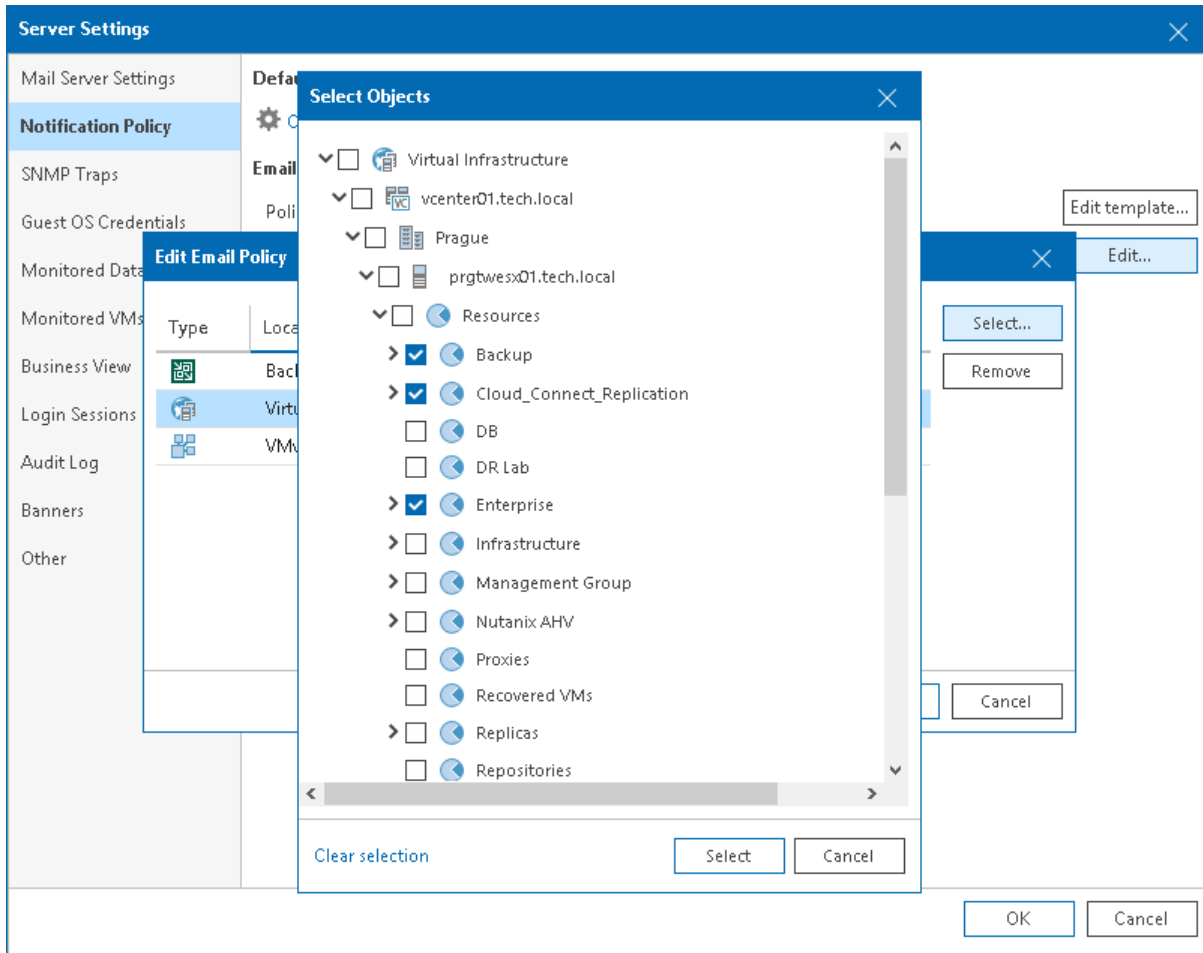 Server Settings
Mail Server Settings
Notification Policy
SNMP Traps
Guest OS Credentials
Monitored Data
Monitored VMs
Business View
Login Sessions
Audit Log
Banners
Other
Defau
Email
Poli
Edit template...
Edit...
Edit Email Policy
Type
Loca
Back
Virtu
VMw
Select...
Remove
Cancel
Select Objects
Virtual Infrastructure
VC
vcenter01.tech.local
Prague
prgtwesx01.tech.local
Resources
Backup
Cloud_Connect_Replication
DB
DR Lab
Enterprise
Infrastructure
Management Group
Nutanix AHV
Proxies
Recovered VMs
Replicas
Repositories
Clear selection
Select
Cancel
OK
Cancel